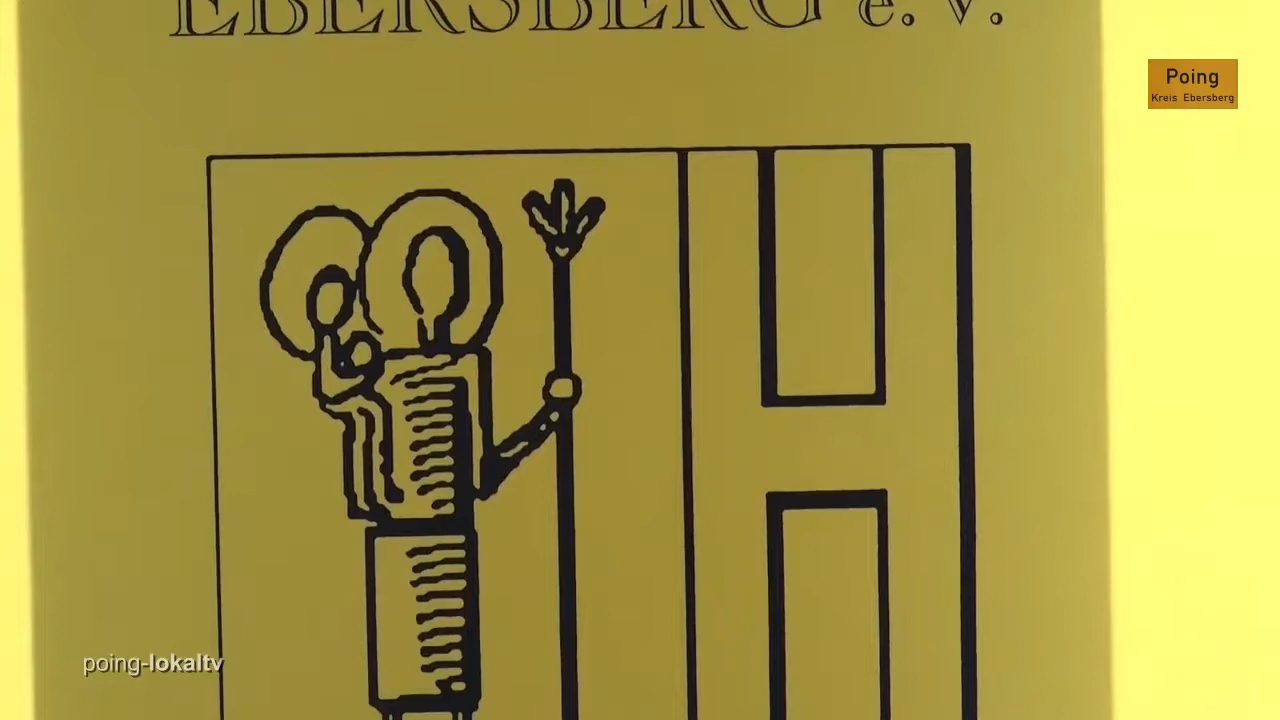 EBERSBERG e. V.
Poing
Kreis Ebersberg
H
poing-lokaltv